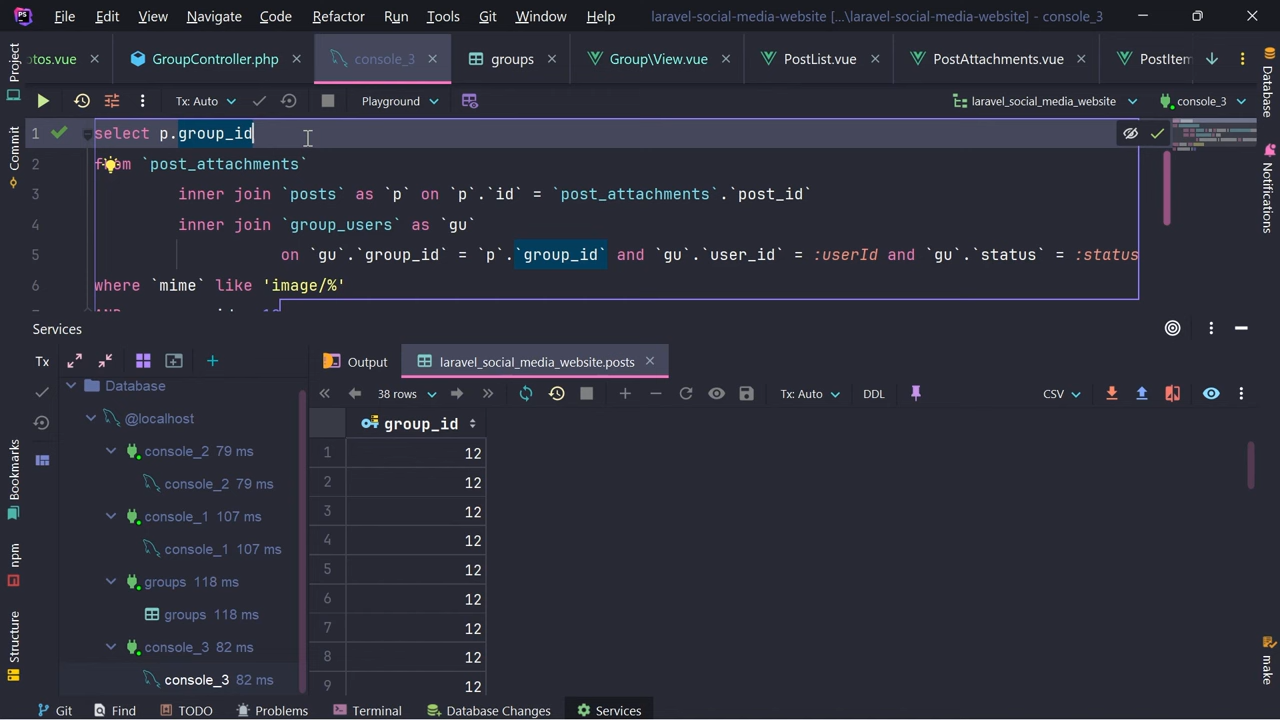 PS File Edit View Navigate Code Refactor Run Tools Git Window Help laravel-social-media-website [...\laravel-social-media-website] - console_3
Project
Commit
Bookmarks
npm
Structure
otos.vue GroupController.php console_3 groups Group\View.vue PostList.vue PostAttachments.vue PostItem
Tx: Auto Playground laravel_social_media_website console_3
1 select p.group_id
2 from `post_attachments`
3 inner join `posts` as `p` on `p`.`id` = `post_attachments`.`post_id`
4 inner join `group_users` as `gu`
5 on `gu`.`group_id` = `p`.`group_id` and `gu`.`user_id` = :userId and `gu`.`status` = :status
6 where `mime` like 'image/%'
Services
Tx
Database
@localhost
console_2 79 ms
console_2 79 ms
console_1 107 ms
console_1 107 ms
groups 118 ms
groups 118 ms
console_3 82 ms
console_3 82 ms
Output laravel_social_media_website.posts
38 rows Tx: Auto DDL CSV
group_id
1 12
2 12
3 12
4 12
5 12
6 12
7 12
8 12
9 12
Database
Notifications
make
Git Find TODO Problems Terminal Database Changes Services